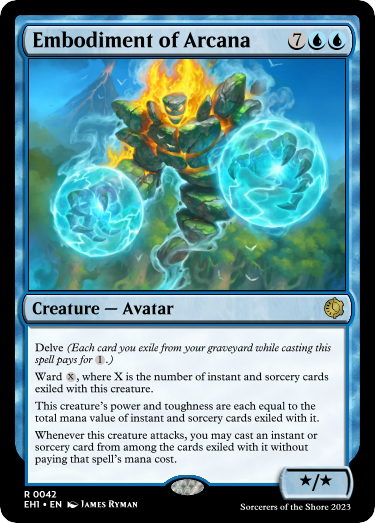 Embodiment of Arcana 7
Creature — Avatar
Delve (Each card you exile from your graveyard while casting this
spell pays for 1.)
Ward X, where X is the number of instant and sorcery cards
exiled with this creature.
This creature's power and toughness are each equal to the
total mana value of instant and sorcery cards exiled with it.
Whenever this creature attacks, you may cast an instant or
sorcery card from among the cards exiled with it without
paying that spell's mana cost.
★/★
R 0042
EH1 • EN James Ryman
Sorcerers of the Shore 2023